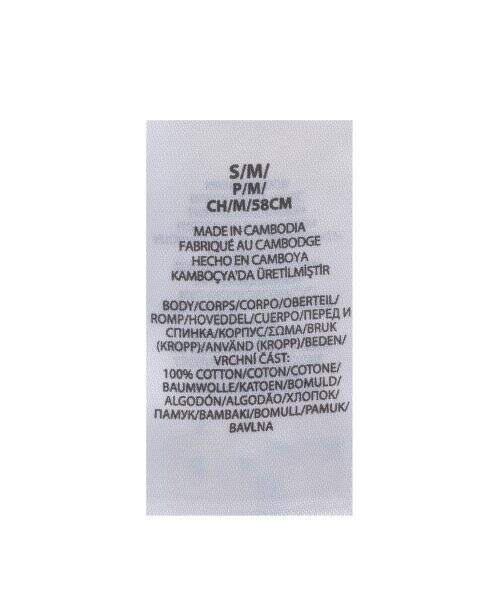 S/M/
P/M/
CH/M/58CM
MADE IN CAMBODIA
FABRIQUÉ AU CAMBODGE
HECHO EN CAMBOYA
KAMBOÇYA'DA ÜRETİLMİŞTİR
BODY/CORPS/CORPO/OBERTEIL/
ROMP/HOVEDDEL/CUERPO/ПЕРЕД И
СПИНКА/КОРПУС/ΣΩΜΑ/BRUK
(KROPP)/ANVÄND (KROPP)/BEDEN/
VRCHNÍ ČÁST:
100% COTTON/COTON/COTONE/
BAUMWOLLE/KATOEN/BOMULD/
ALGODÓN/ALGODÃO/ХЛОПОК/
ПАМУК/ΒΑΜΒΑΚΙ/BOMULL/PAMUK/
BAVLNA